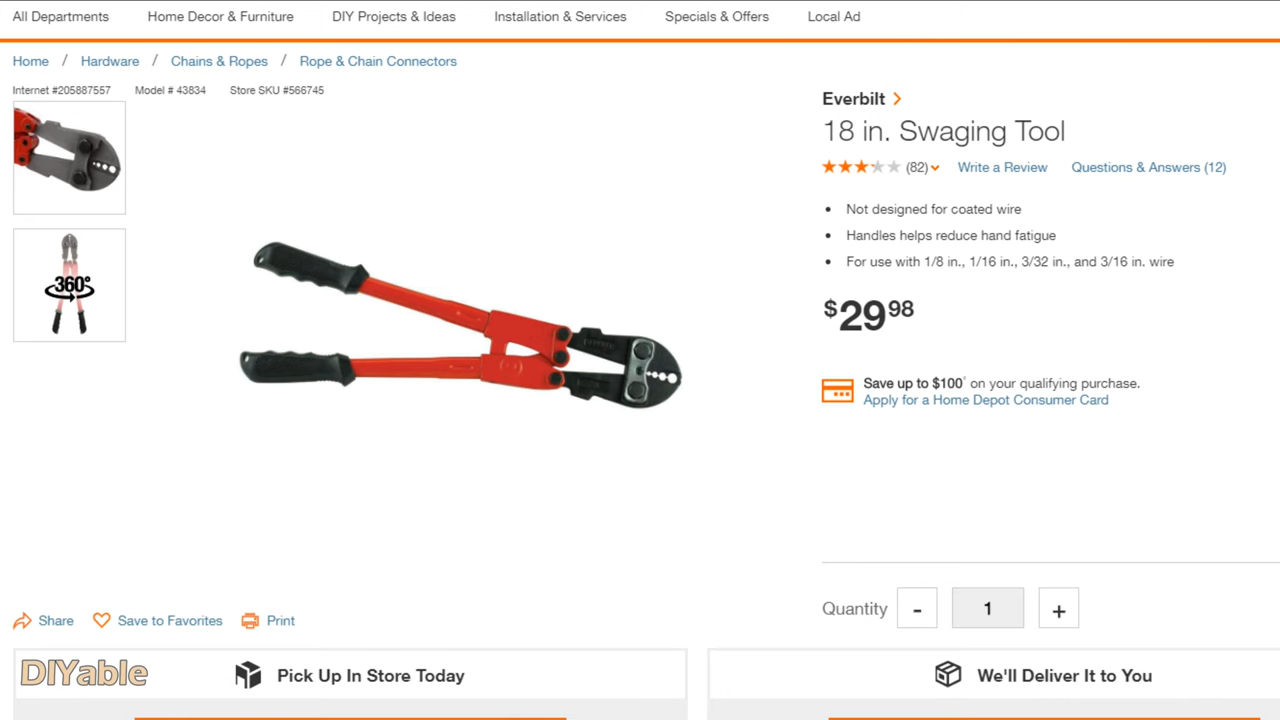 All Departments Home Decor & Furniture DIY Projects & Ideas Installation & Services Specials & Offers Local Ad
Home / Hardware / Chains & Ropes / Rope & Chain Connectors
Internet #205887557 Model # 43834 Store SKU #566745
Everbilt
18 in. Swaging Tool
(82) Write a Review Questions & Answers (12)
• Not designed for coated wire
• Handles helps reduce hand fatigue
• For use with 1/8 in., 1/16 in., 3/32 in., and 3/16 in. wire
360°
$29 98
Save up to $100° on your qualifying purchase.
Apply for a Home Depot Consumer Card
Quantity - 1 +
Share Save to Favorites Print
DIYable Pick Up In Store Today We'll Deliver It to You